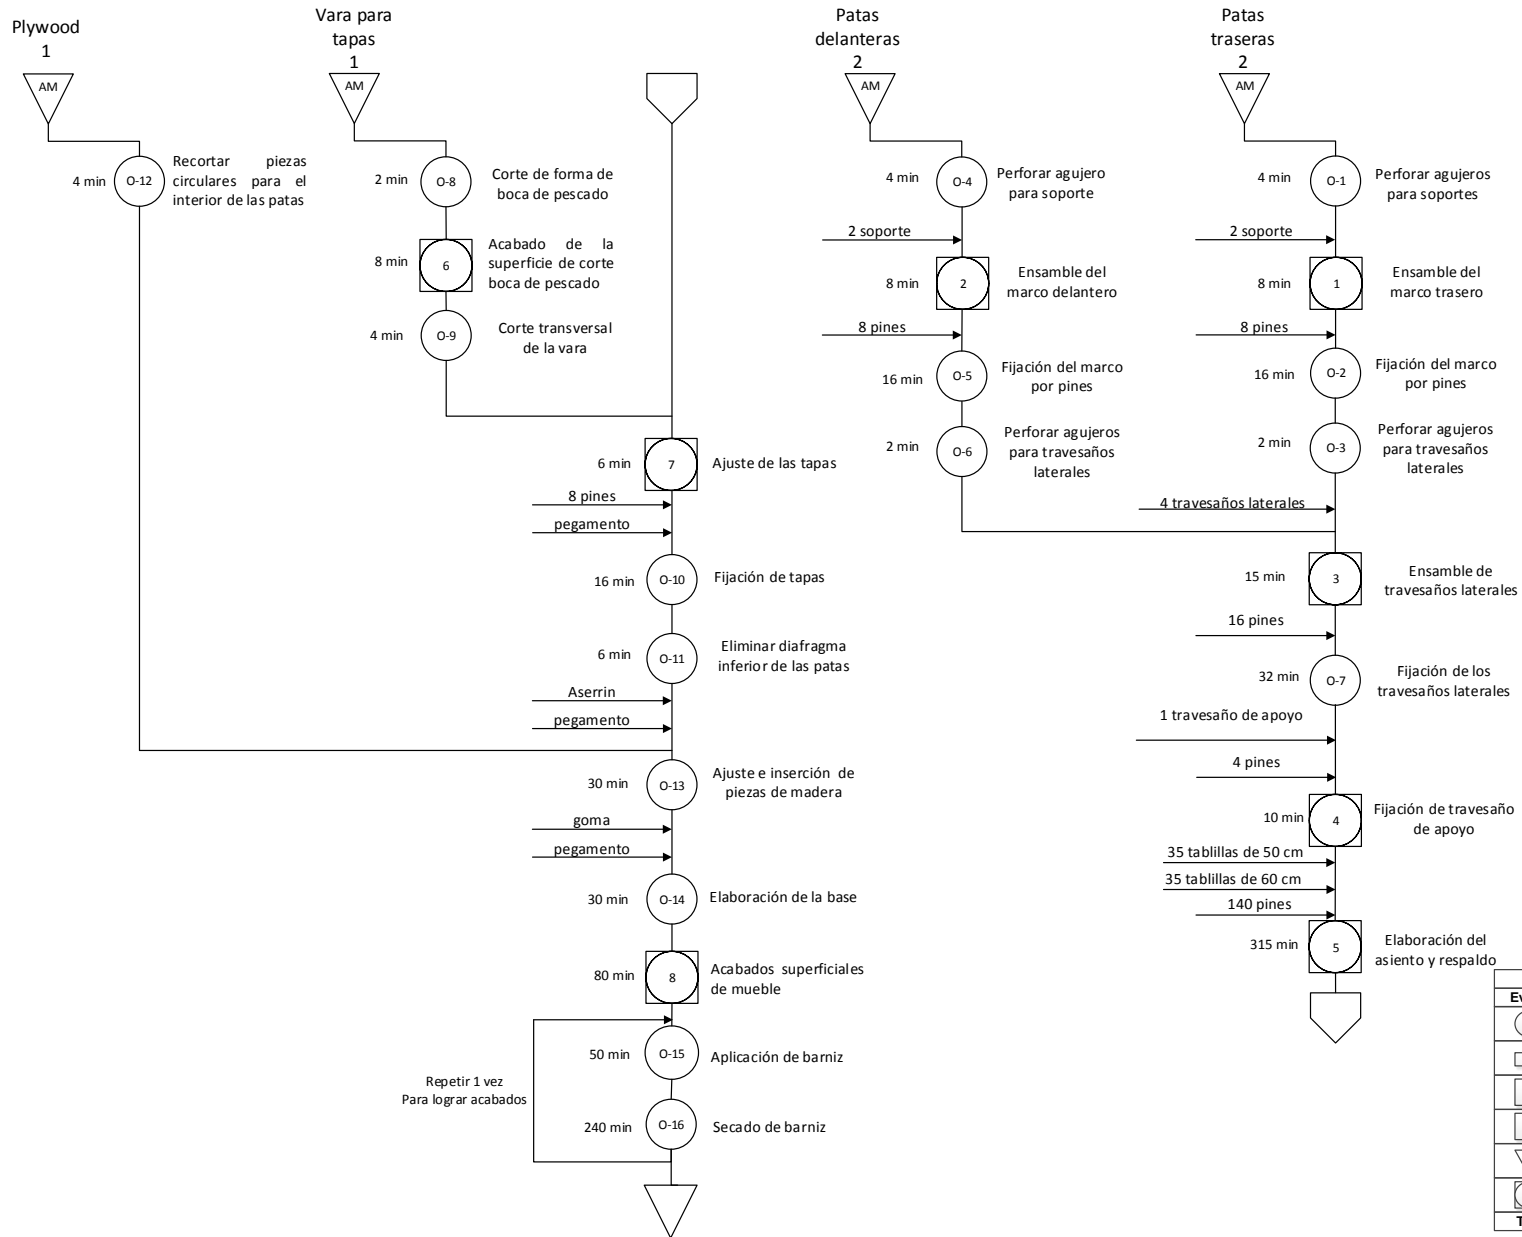 Plywood
1
AM
4 min
O-12
Recortar piezas
circulares para el
interior de las patas
Vara para
tapas
1
AM
2 min
O-8
Corte de forma de
boca de pescado
8 min
6
Acabado de la
superficie de corte
boca de pescado
4 min
O-9
Corte transversal
de la vara
6 min
7
Ajuste de las tapas
8 pines
pegamento
16 min
O-10
Fijación de tapas
6 min
O-11
Eliminar diafragma
inferior de las patas
Aserrin
pegamento
30 min
O-13
Ajuste e inserción de
piezas de madera
goma
pegamento
30 min
O-14
Elaboración de la base
80 min
8
Acabados superficiales
de mueble
50 min
O-15
Aplicación de barniz
Repetir 1 vez
Para lograr acabados
240 min
O-16
Secado de barniz
Patas
delanteras
2
AM
4 min
O-4
Perforar agujero
para soporte
2 soporte
8 min
2
Ensamble del
marco delantero
8 pines
16 min
O-5
Fijación del marco
por pines
2 min
O-6
Perforar agujeros
para travesaños
laterales
Patas
traseras
2
AM
4 min
O-1
Perforar agujeros
para soportes
2 soporte
8 min
1
Ensamble del
marco trasero
8 pines
16 min
O-2
Fijación del marco
por pines
2 min
O-3
Perforar agujeros
para travesaños
laterales
4 travesaños laterales
15 min
3
Ensamble de
travesaños laterales
16 pines
32 min
O-7
Fijación de los
travesaños laterales
1 travesaño de apoyo
4 pines
10 min
4
Fijación de travesaño
de apoyo
35 tablillas de 50 cm
35 tablillas de 60 cm
140 pines
315 min
5
Elaboración del
asiento y respaldo